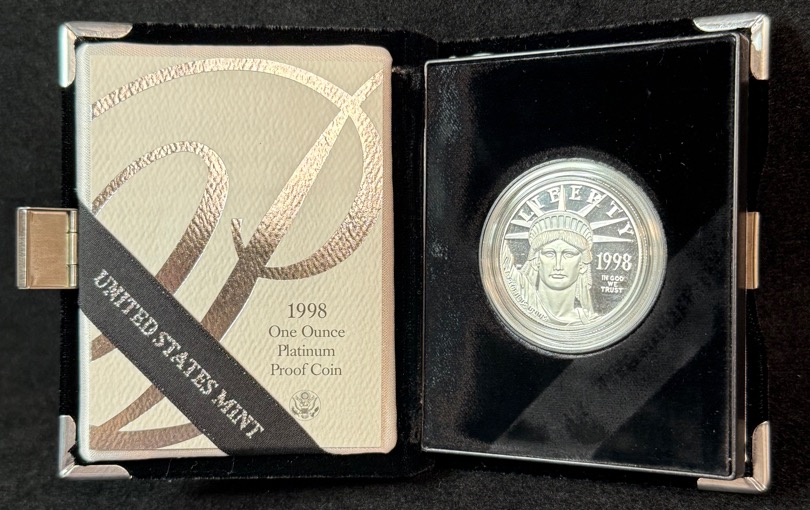 1998
One Ounce
Platinum
Proof Coin
UNITED STATES MINT
LIBERTY
1998
IN GOD
WE
TRUST